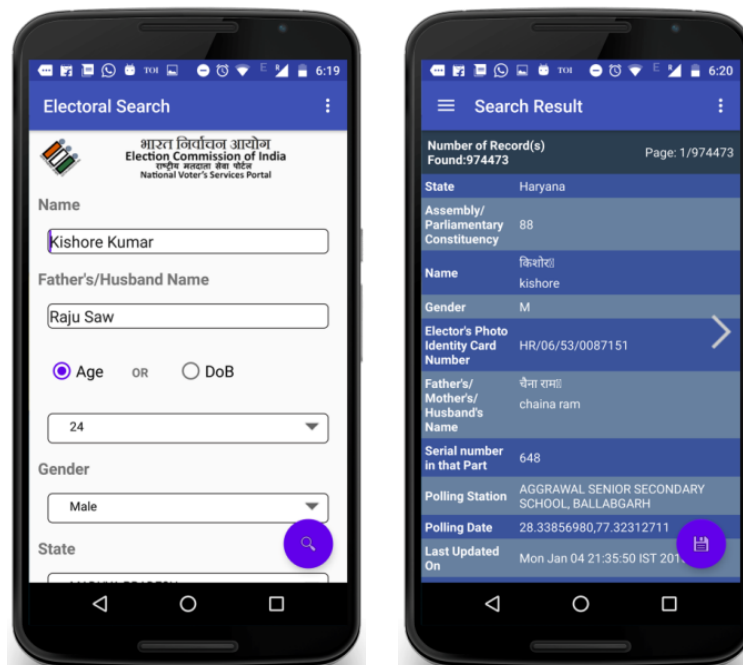 TOI
E
6:19
Electoral Search
भारत निर्वाचन आयोग
Election Commission of India
राष्ट्रीय मतदाता सेवा पोर्टल
National Voter's Services Portal
Name
Kishore Kumar
Father's/Husband Name
Raju Saw
Age OR DoB
24
Gender
Male
State
TOI
E
6:20
Search Result
Number of Record(s)
Found:974473
Page: 1/974473
State Haryana
Assembly/
Parliamentary
Constituency
88
Name
किशोर
kishore
Gender M
Elector's Photo
Identity Card
Number
HR/06/53/0087151
Father's/
Mother's/
Husband's
Name
चैना राम
chaina ram
Serial number
in that Part
648
Polling Station
AGGRAWAL SENIOR SECONDARY
SCHOOL, BALLABGARH
Polling Date 28.33856980,77.32312711
Last Updated
On
Mon Jan 04 21:35:50 IST 201